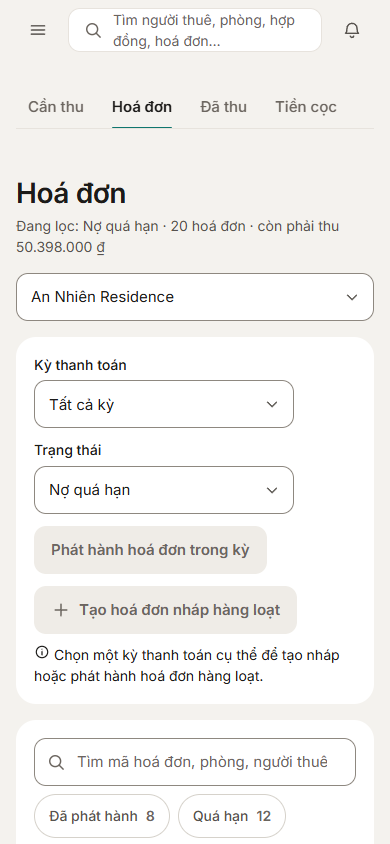 Tìm người thuê, phòng, hợp
đồng, hoá đơn...
Cần thu
Hoá đơn
Đã thu
Tiền cọc
Hoá đơn
Đang lọc: Nợ quá hạn · 20 hoá đơn · còn phải thu
50.398.000 ₫
An Nhiên Residence
Kỳ thanh toán
Tất cả kỳ
Trạng thái
Nợ quá hạn
Phát hành hoá đơn trong kỳ
Tạo hoá đơn nháp hàng loạt
Chọn một kỳ thanh toán cụ thể để tạo nháp
hoặc phát hành hoá đơn hàng loạt.
Tìm mã hoá đơn, phòng, người thuê
Đã phát hành 8
Quá hạn 12